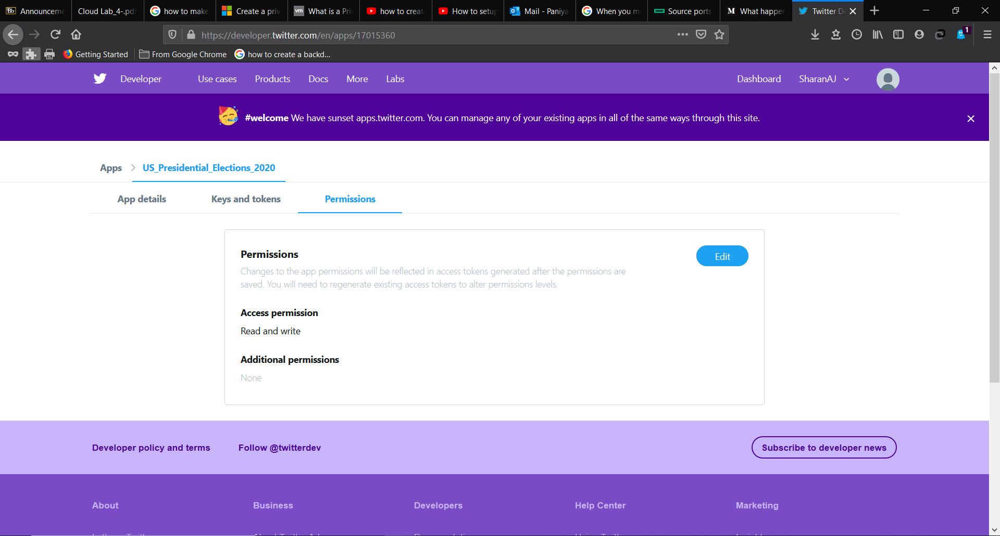 Announceme
Cloud Lab_4-.pdf
how to make
Create a priv
What is a Pri
how to creat
How to setup
Mail - Paniya
When you m
Source ports
What happen
Twitter De
https://developer.twitter.com/en/apps/17015360
1
Getting Started
From Google Chrome
how to create a backd...
Developer
Use cases
Products
Docs
More
Labs
Dashboard
SharanAJ
#welcome We have sunset apps.twitter.com. You can manage any of your existing apps in all of the same ways through this site.
Apps
US_Presidential_Elections_2020
App details
Keys and tokens
Permissions
Permissions
Edit
Changes to the app permissions will be reflected in access tokens generated after the permissions are
saved. You will need to regenerate existing access tokens to alter permissions levels.
Access permission
Read and write
Additional permissions
None
Developer policy and terms
Follow @twitterdev
Subscribe to developer news
About
Business
Developers
Help Center
Marketing